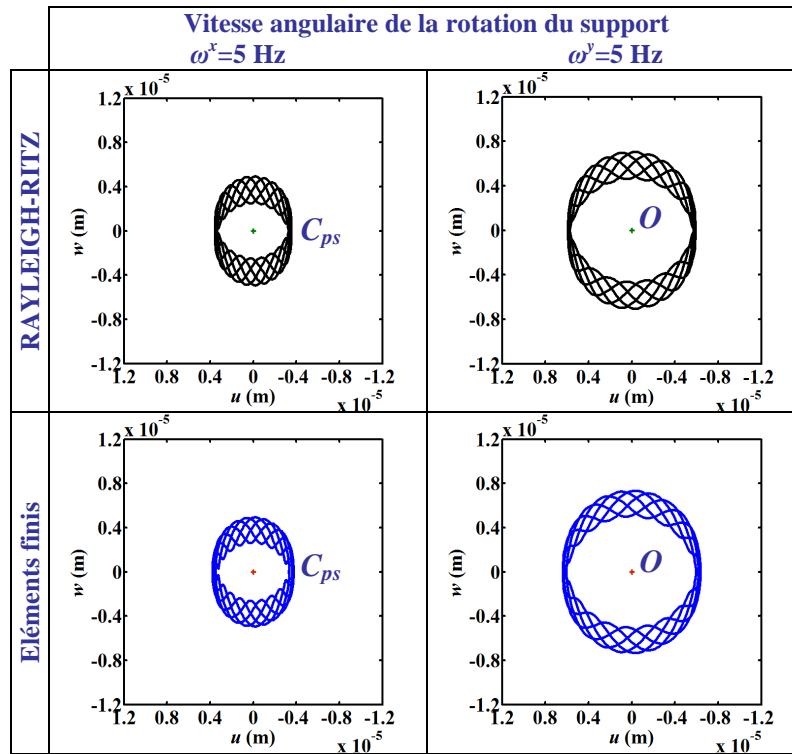 Vitesse angulaire de la rotation du support
ωˣ=5 Hz
ωʸ=5 Hz
RAYLEIGH-RITZ
x 10⁻⁵
1.2
0.8
0.4
0
-0.4
-0.8
-1.2
w (m)
C_ps
1.2 0.8 0.4 0 -0.4 -0.8 -1.2
u (m)
x 10⁻⁵
x 10⁻⁵
1.2
0.8
0.4
0
-0.4
-0.8
-1.2
w (m)
O
1.2 0.8 0.4 0 -0.4 -0.8 -1.2
u (m)
x 10⁻⁵
Eléments finis
x 10⁻⁵
1.2
0.8
0.4
0
-0.4
-0.8
-1.2
w (m)
C_ps
1.2 0.8 0.4 0 -0.4 -0.8 -1.2
u (m)
x 10⁻⁵
x 10⁻⁵
1.2
0.8
0.4
0
-0.4
-0.8
-1.2
w (m)
O
1.2 0.8 0.4 0 -0.4 -0.8 -1.2
u (m)
x 10⁻⁵